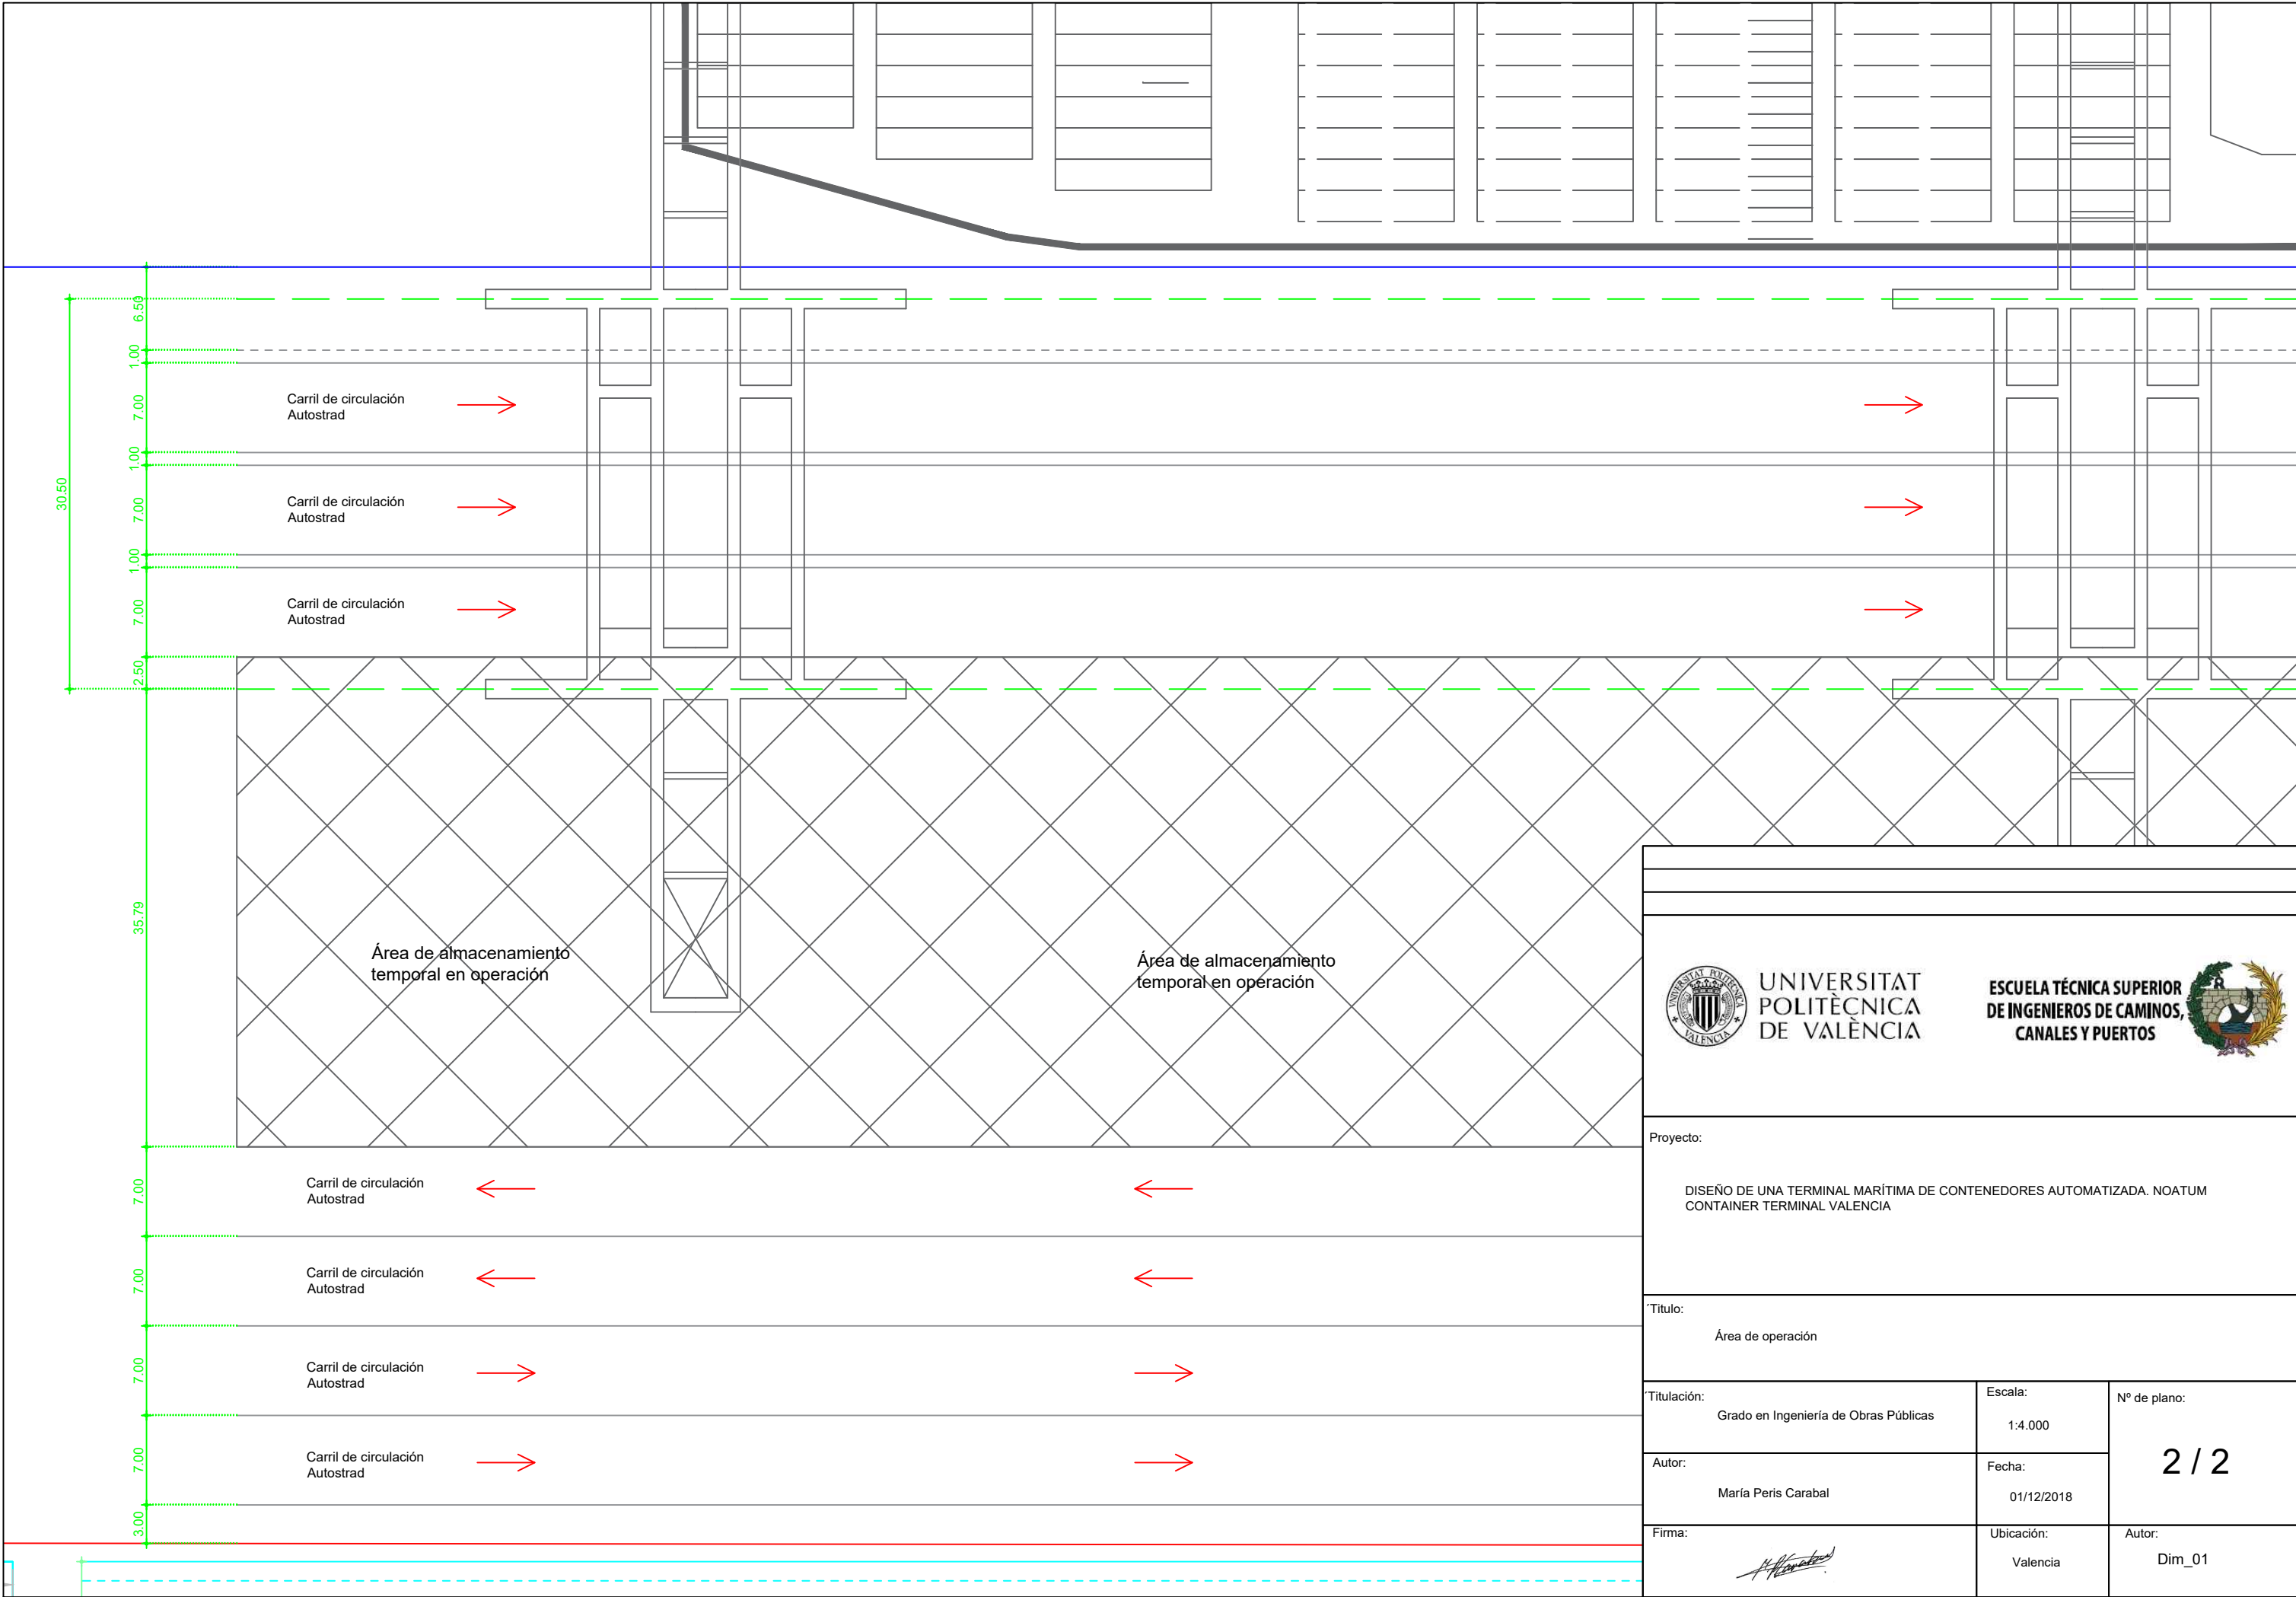 6.50
1.00
7.00
1.00
7.00
1.00
7.00
2.50
30.50
35.79
7.00
7.00
7.00
7.00
3.00
Carril de circulación
Autostrad
Carril de circulación
Autostrad
Carril de circulación
Autostrad
Área de almacenamiento
temporal en operación
Área de almacenamiento
temporal en operación
Carril de circulación
Autostrad
Carril de circulación
Autostrad
Carril de circulación
Autostrad
Carril de circulación
Autostrad
UNIVERSITAT POLITÈCNICA
VALENCIA
UNIVERSITAT
POLITÈCNICA
DE VALÈNCIA
ESCUELA TÉCNICA SUPERIOR
DE INGENIEROS DE CAMINOS,
CANALES Y PUERTOS
Proyecto:
DISEÑO DE UNA TERMINAL MARÍTIMA DE CONTENEDORES AUTOMATIZADA. NOATUM
CONTAINER TERMINAL VALENCIA
´Titulo:
Área de operación
´Titulación:
Grado en Ingeniería de Obras Públicas
Escala:
1:4.000
Nº de plano:
2 / 2
Autor:
María Peris Carabal
Fecha:
01/12/2018
Firma:
Ubicación:
Valencia
Autor:
Dim_01